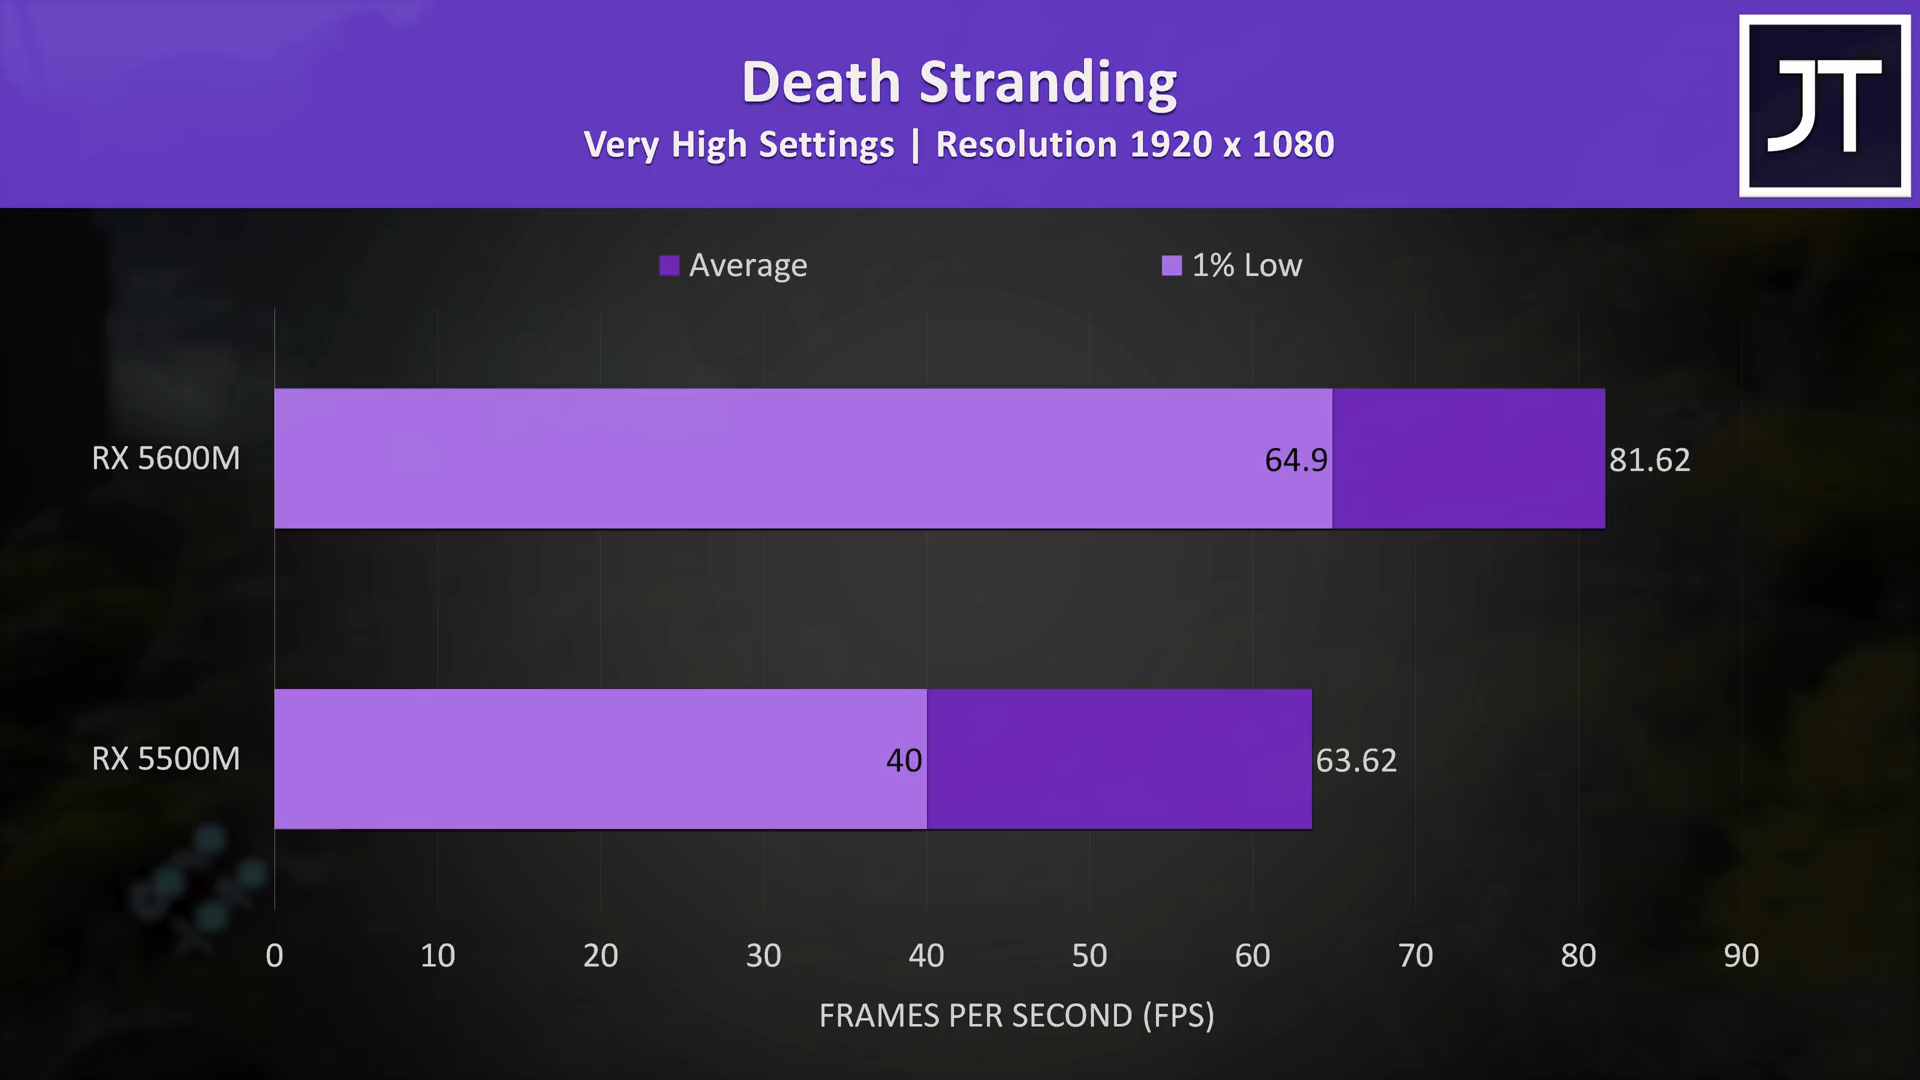 Death Stranding
Very High Settings | Resolution 1920 x 1080
JT
Average 1% Low
RX 5600M 64.9 81.62
RX 5500M 40 63.62
0 10 20 30 40 50 60 70 80 90
FRAMES PER SECOND (FPS)